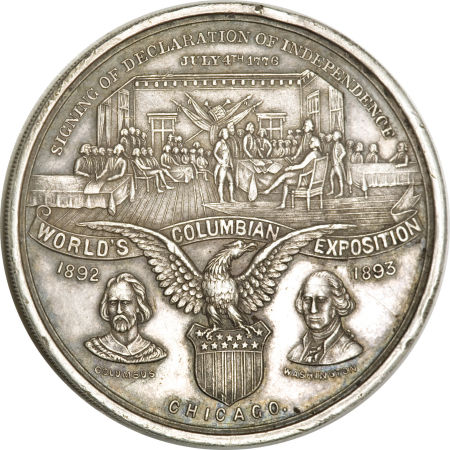 SIGNING OF DECLARATION OF INDEPENDENCE
JULY 4TH 1776
WORLD'S COLUMBIAN EXPOSITION
1892 1893
COLUMBUS WASHINGTON
CHICAGO.